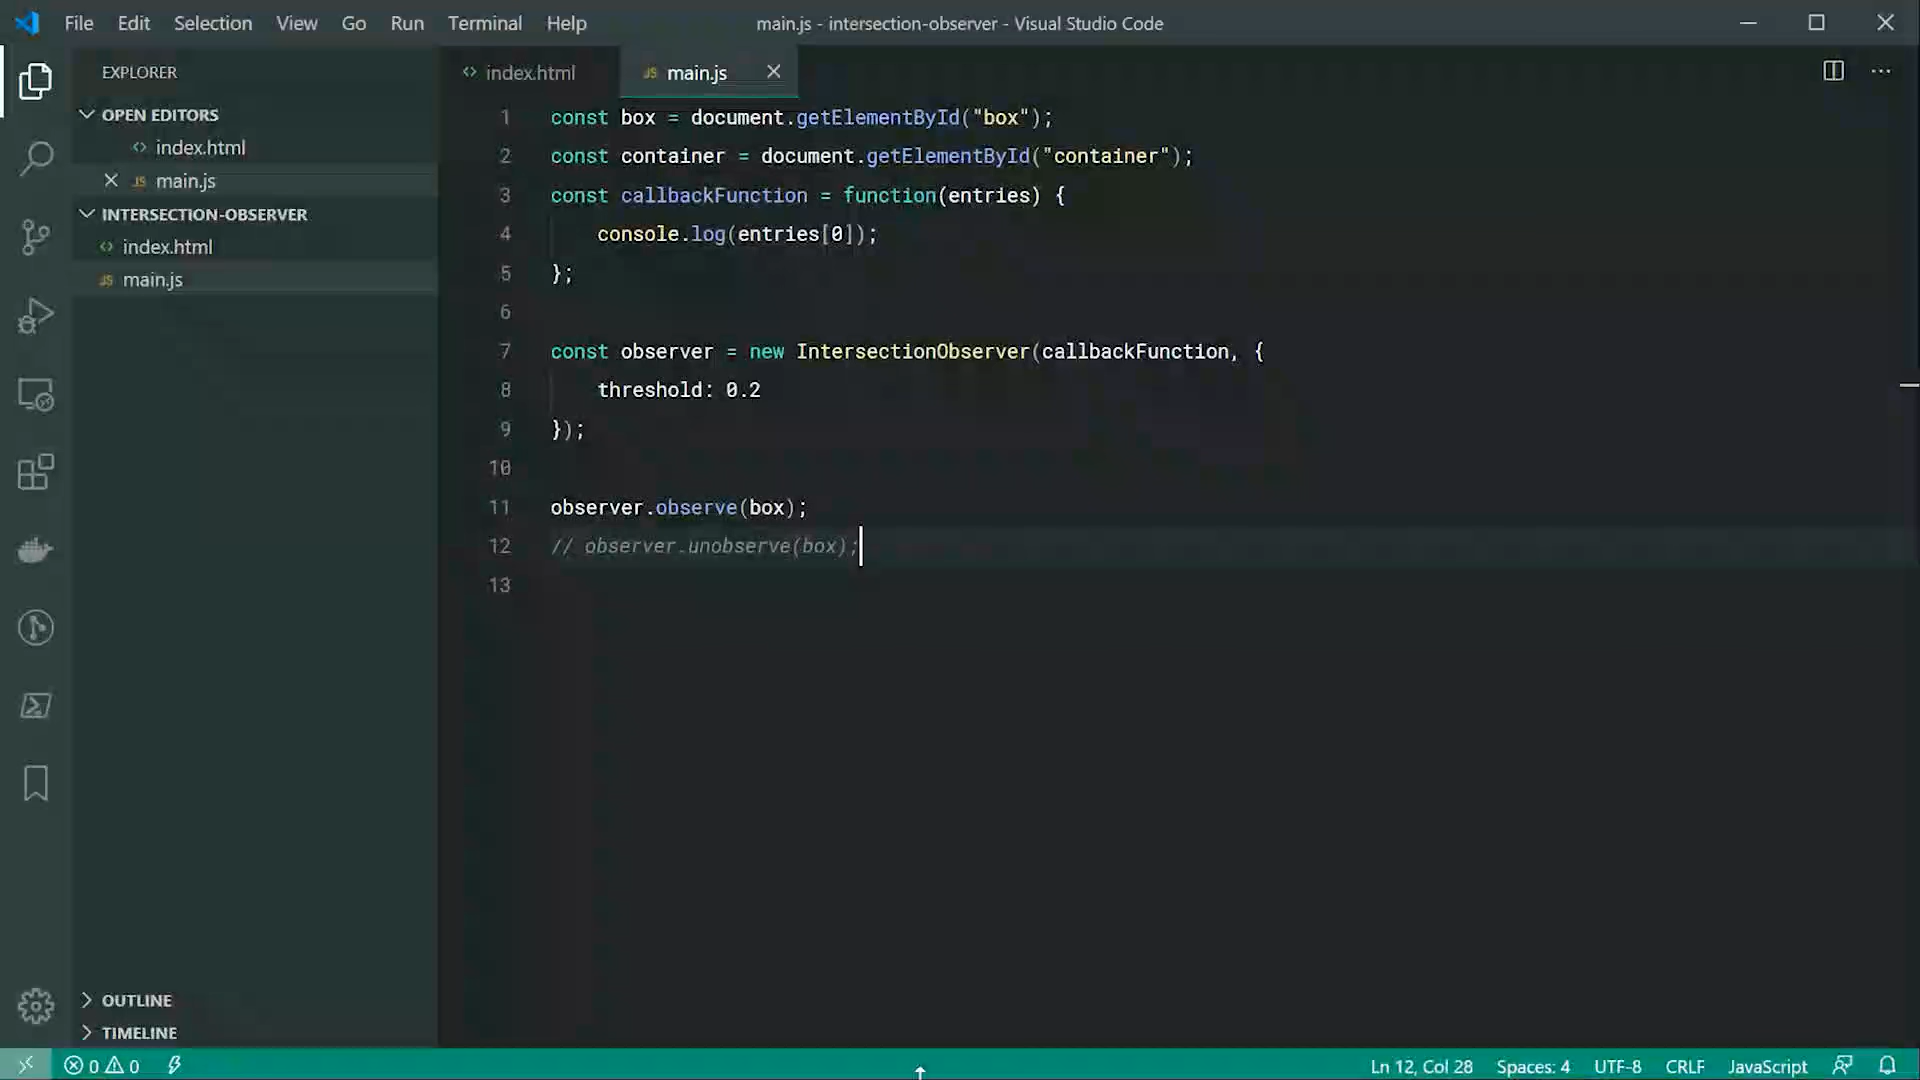 File Edit Selection View Go Run Terminal Help main.js - intersection-observer - Visual Studio Code
EXPLORER
OPEN EDITORS
<> index.html
JS main.js
INTERSECTION-OBSERVER
<> index.html
JS main.js
OUTLINE
TIMELINE
<> index.html JS main.js
1 const box = document.getElementById("box");
2 const container = document.getElementById("container");
3 const callbackFunction = function(entries) {
4 console.log(entries[0]);
5 };
6
7 const observer = new IntersectionObserver(callbackFunction, {
8 threshold: 0.2
9 });
10
11 observer.observe(box);
12 // observer.unobserve(box);
13
0 0 Ln 12, Col 28 Spaces: 4 UTF-8 CRLF JavaScript